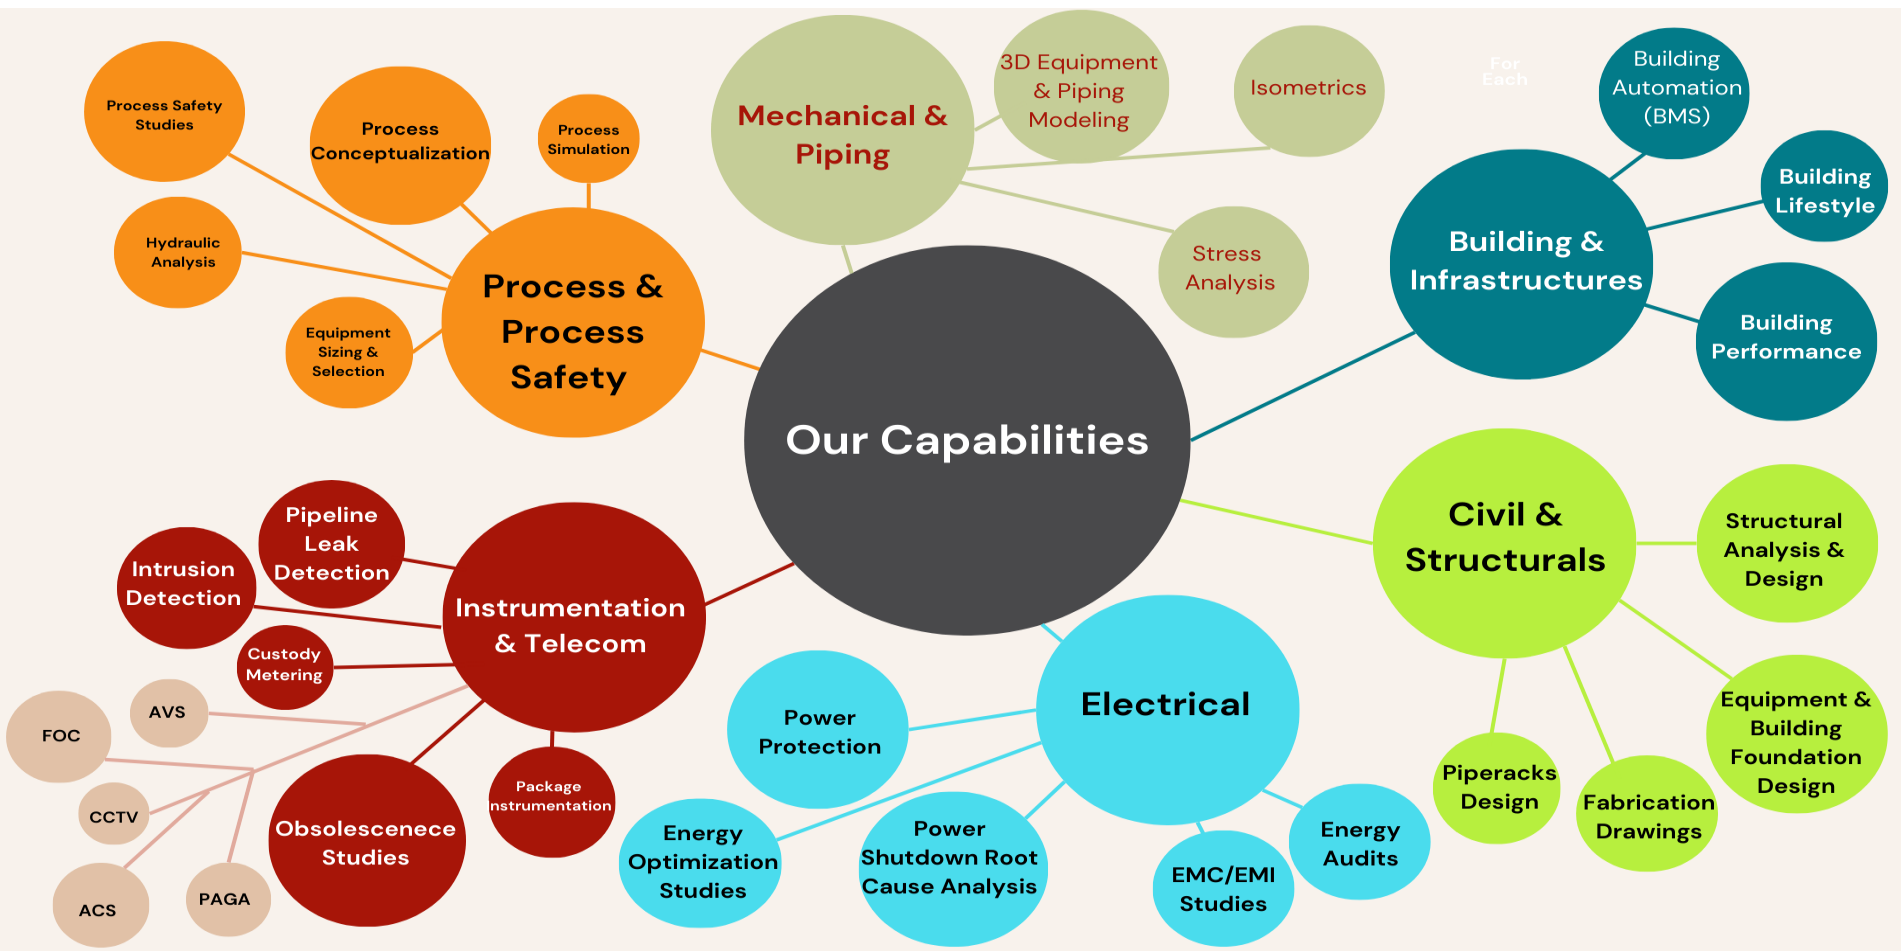 Process Safety
Studies
Process
Conceptualization
Process
Simulation
Hydraulic
Analysis
Equipment
Sizing &
Selection
Process &
Process
Safety
Mechanical &
Piping
3D Equipment
& Piping
Modeling
Isometrics
Stress
Analysis
For
Each
Building
Automation
(BMS)
Building
Lifestyle
Building &
Infrastructures
Building
Performance
Our Capabilities
Civil &
Structurals
Structural
Analysis &
Design
Equipment &
Building
Foundation
Design
Piperacks
Design
Fabrication
Drawings
Pipeline
Leak
Detection
Intrusion
Detection
Instrumentation
& Telecom
Custody
Metering
AVS
FOC
CCTV
ACS
PAGA
Obsolescenece
Studies
Package
Instrumentation
Electrical
Power
Protection
Energy
Optimization
Studies
Power
Shutdown Root
Cause Analysis
EMC/EMI
Studies
Energy
Audits